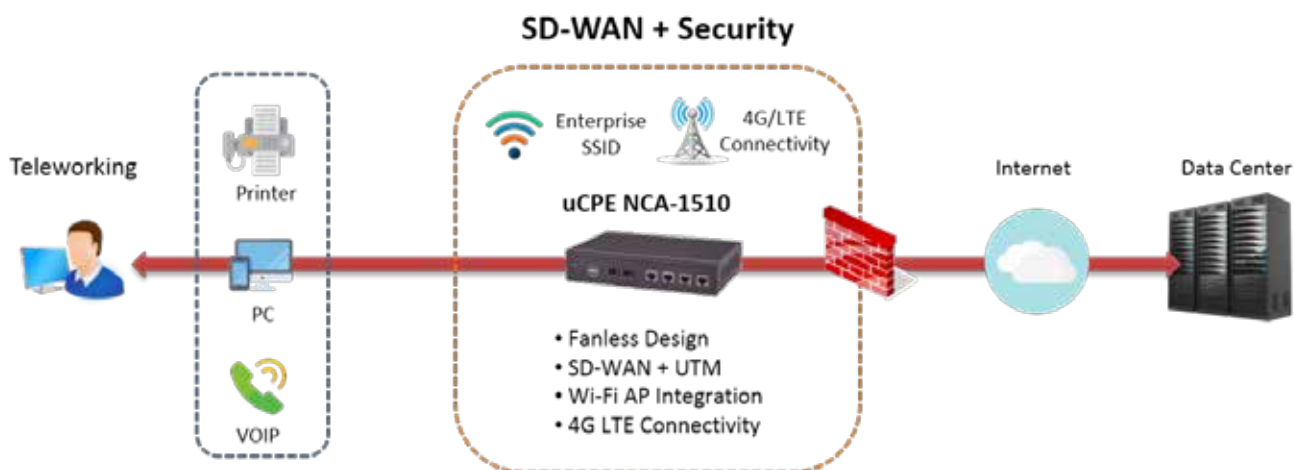 SD-WAN + Security
Teleworking
Printer
PC
VOIP
Enterprise
SSID
4G/LTE
Connectivity
uCPE NCA-1510
• Fanless Design
• SD-WAN + UTM
• Wi-Fi AP Integration
• 4G LTE Connectivity
Internet
Data Center